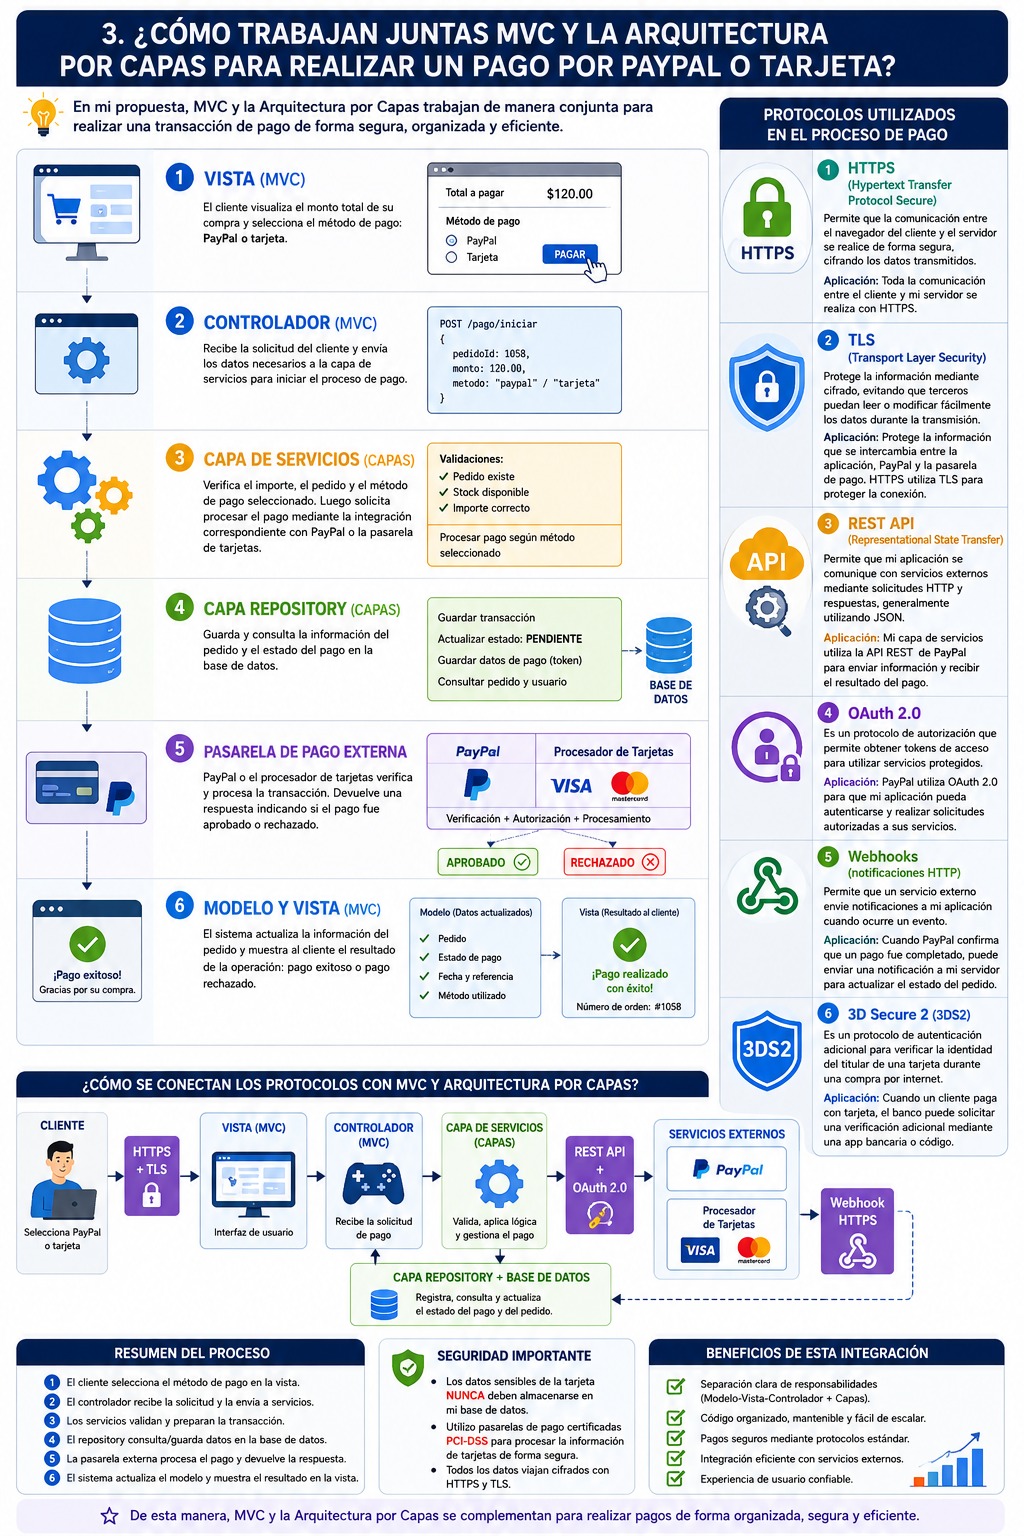 3. ¿CÓMO TRABAJAN JUNTAS MVC Y LA ARQUITECTURA
POR CAPAS PARA REALIZAR UN PAGO POR PAYPAL O TARJETA?
En mi propuesta, MVC y la Arquitectura por Capas trabajan de manera conjunta para
realizar una transacción de pago de forma segura, organizada y eficiente.
1 VISTA (MVC)
El cliente visualiza el monto total de su
compra y selecciona el método de pago:
PayPal o tarjeta.
Total a pagar $120.00
Método de pago
PayPal
Tarjeta
PAGAR
2 CONTROLADOR (MVC)
Recibe la solicitud del cliente y envía
los datos necesarios a la capa de
servicios para iniciar el proceso de pago.
POST /pago/iniciar
{
pedidoId: 1058,
monto: 120.00,
metodo: "paypal" / "tarjeta"
}
3 CAPA DE SERVICIOS (CAPAS)
Verifica el importe, el pedido y el método
de pago seleccionado. Luego solicita
procesar el pago mediante la integración
correspondiente con PayPal o la pasarela
de tarjetas.
Validaciones:
Pedido existe
Stock disponible
Importe correcto
Procesar pago según método
seleccionado
4 CAPA REPOSITORY (CAPAS)
Guarda y consulta la información del
pedido y el estado del pago en la
base de datos.
Guardar transacción
Actualizar estado: PENDIENTE
Guardar datos de pago (token)
Consultar pedido y usuario
BASE DE
DATOS
5 PASARELA DE PAGO EXTERNA
PayPal o el procesador de tarjetas verifica
y procesa la transacción. Devuelve una
respuesta indicando si el pago fue
aprobado o rechazado.
PayPal
Procesador de Tarjetas
VISA
mastercard
Verificación + Autorización + Procesamiento
APROBADO
RECHAZADO
6 MODELO Y VISTA (MVC)
El sistema actualiza la información del
pedido y muestra al cliente el resultado
de la operación: pago exitoso o pago
rechazado.
¡Pago exitoso!
Gracias por su compra.
Modelo (Datos actualizados)
Pedido
Estado de pago
Fecha y referencia
Método utilizado
Vista (Resultado al cliente)
¡Pago realizado
con éxito!
Número de orden: #1058
PROTOCOLOS UTILIZADOS
EN EL PROCESO DE PAGO
HTTPS
1 HTTPS
(Hypertext Transfer
Protocol Secure)
Permite que la comunicación entre
el navegador del cliente y el servidor
se realice de forma segura,
cifrando los datos transmitidos.
Aplicación: Toda la comunicación
entre el cliente y mi servidor se
realiza con HTTPS.
2 TLS
(Transport Layer Security)
Protege la información mediante
cifrado, evitando que terceros
puedan leer o modificar fácilmente
los datos durante la transmisión.
Aplicación: Protege la información
que se intercambia entre la
aplicación, PayPal y la pasarela
de pago. HTTPS utiliza TLS para
proteger la conexión.
API
3 REST API
(Representational State Transfer)
Permite que mi aplicación se
comunique con servicios externos
mediante solicitudes HTTP y
respuestas, generalmente
utilizando JSON.
Aplicación: Mi capa de servicios
utiliza la API REST de PayPal
para enviar información y recibir
el resultado del pago.
4 OAuth 2.0
Es un protocolo de autorización que
permite obtener tokens de acceso
para utilizar servicios protegidos.
Aplicación: PayPal utiliza OAuth 2.0
para que mi aplicación pueda
autenticarse y realizar solicitudes
autorizadas a sus servicios.
5 Webhooks
(notificaciones HTTP)
Permite que un servicio externo
envie notificaciones a mi aplicación
cuando ocurre un evento.
Aplicación: Cuando PayPal confirma
que un pago fue completado, puede
enviar una notificación a mi servidor
para actualizar el estado del pedido.
3DS2
6 3D Secure 2 (3DS2)
Es un protocolo de autenticación
adicional para verificar la identidad
del titular de una tarjeta durante
una compra por internet.
Aplicación: Cuando un cliente paga
con tarjeta, el banco puede solicitar
una verificación adicional mediante
una app bancaria o código.
¿CÓMO SE CONECTAN LOS PROTOCOLOS CON MVC Y ARQUITECTURA POR CAPAS?
CLIENTE
Selecciona PayPal
o tarjeta
HTTPS
+ TLS
VISTA (MVC)
Interfaz de usuario
CONTROLADOR
(MVC)
Recibe la solicitud
de pago
CAPA DE SERVICIOS
(CAPAS)
Valida, aplica lógica
y gestiona el pago
REST API
+
OAuth 2.0
SERVICIOS EXTERNOS
PayPal
Procesador
de Tarjetas
VISA
mastercard
Webhook
HTTPS
CAPA REPOSITORY + BASE DE DATOS
Registra, consulta y actualiza
el estado del pago y del pedido.
RESUMEN DEL PROCESO
1 El cliente selecciona el método de pago en la vista.
2 El controlador recibe la solicitud y la envia a servicios.
3 Los servicios validan y preparan la transacción.
4 El repository consulta/guarda datos en la base de datos.
5 La pasarela externa procesa el pago y devuelve la respuesta.
6 El sistema actualiza el modelo y muestra el resultado en la vista.
SEGURIDAD IMPORTANTE
• Los datos sensibles de la tarjeta
NUNCA deben almacenarse en
mi base de datos.
• Utilizo pasarelas de pago certificadas
PCI-DSS para procesar la información
de tarjetas de forma segura.
• Todos los datos viajan cifrados con
HTTPS y TLS.
BENEFICIOS DE ESTA INTEGRACIÓN
Separación clara de responsabilidades
(Modelo-Vista-Controlador + Capas).
Código organizado, mantenible y fácil de escalar.
Pagos seguros mediante protocolos estándar.
Integración eficiente con servicios externos.
Experiencia de usuario confiable.
De esta manera, MVC y la Arquitectura por Capas se complementan para realizar pagos de forma organizada, segura y eficiente.